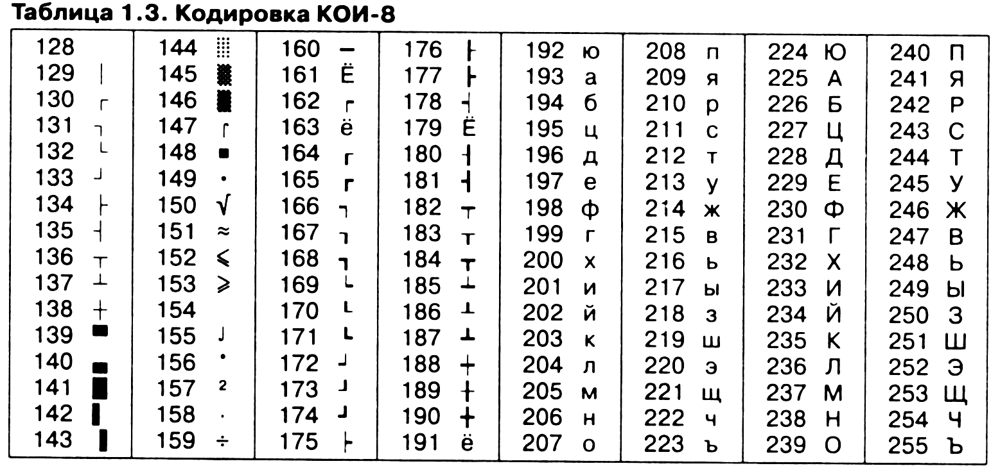 Таблица 1.3. Кодировка КОИ-8
128 144 ░ 160 ─ 176 ├ 192 ю 208 п 224 Ю 240 П
129 │ 145 ▒ 161 Ё 177 ├ 193 а 209 я 225 А 241 Я
130 ┌ 146 ▓ 162 ┌ 178 ┤ 194 б 210 р 226 Б 242 Р
131 ┐ 147 ⌠ 163 ё 179 Ё 195 ц 211 с 227 Ц 243 С
132 └ 148 ■ 164 ┌ 180 ┤ 196 д 212 т 228 Д 244 Т
133 ┘ 149 • 165 ┌ 181 ┤ 197 е 213 у 229 Е 245 У
134 ├ 150 √ 166 ┐ 182 ┬ 198 ф 214 ж 230 Ф 246 Ж
135 ┤ 151 ≈ 167 ┐ 183 ┬ 199 г 215 в 231 Г 247 В
136 ┬ 152 ⩽ 168 ┐ 184 ┬ 200 х 216 ь 232 Х 248 Ь
137 ┴ 153 ⩾ 169 └ 185 ┴ 201 и 217 ы 233 И 249 Ы
138 ┼ 154 170 └ 186 ┴ 202 й 218 з 234 Й 250 З
139 ▀ 155 ⌡ 171 └ 187 ┴ 203 к 219 ш 235 К 251 Ш
140 ▄ 156 • 172 ┘ 188 ┼ 204 л 220 э 236 Л 252 Э
141 █ 157 ² 173 ┘ 189 ┼ 205 м 221 щ 237 М 253 Щ
142 ▌ 158 · 174 ┘ 190 ┼ 206 н 222 ч 238 Н 254 Ч
143 ▐ 159 ÷ 175 ├ 191 ё 207 о 223 ъ 239 О 255 Ъ